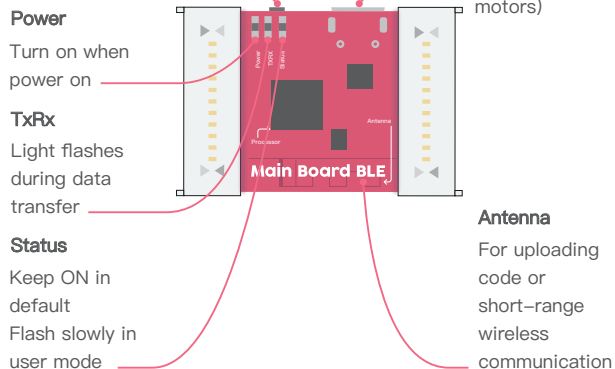 motors)
Power
Turn on when
power on
TxRx
Light flashes
during data
transfer
Status
Keep ON in
default
Flash slowly in
user mode
Power
TXRX
Status
Antenna
Processor
Main Board BLE
Antenna
For uploading
code or
short-range
wireless
communication